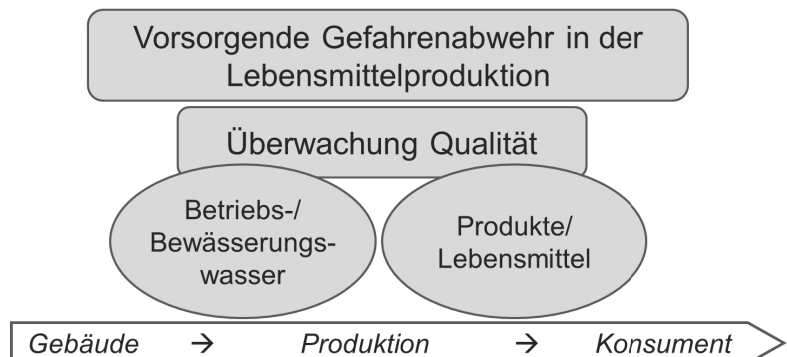 Vorsorgende Gefahrenabwehr in der
Lebensmittelproduktion
Überwachung Qualität
Betriebs-/
Bewässerungs-
wasser
Produkte/
Lebensmittel
Gebäude → Produktion → Konsument